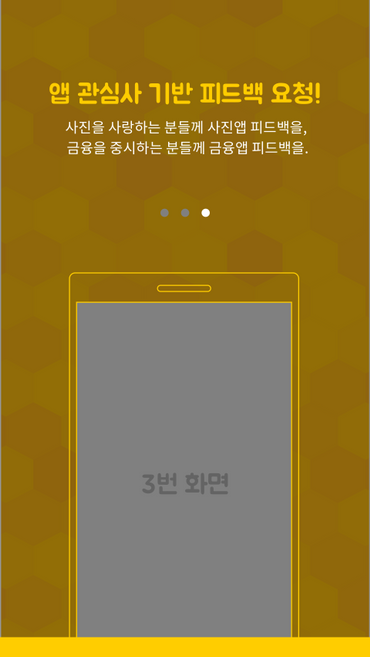 앱 관심사 기반 피드백 요청!
사진을 사랑하는 분들께 사진앱 피드백을,
금융을 중시하는 분들께 금융앱 피드백을.
3번 화면